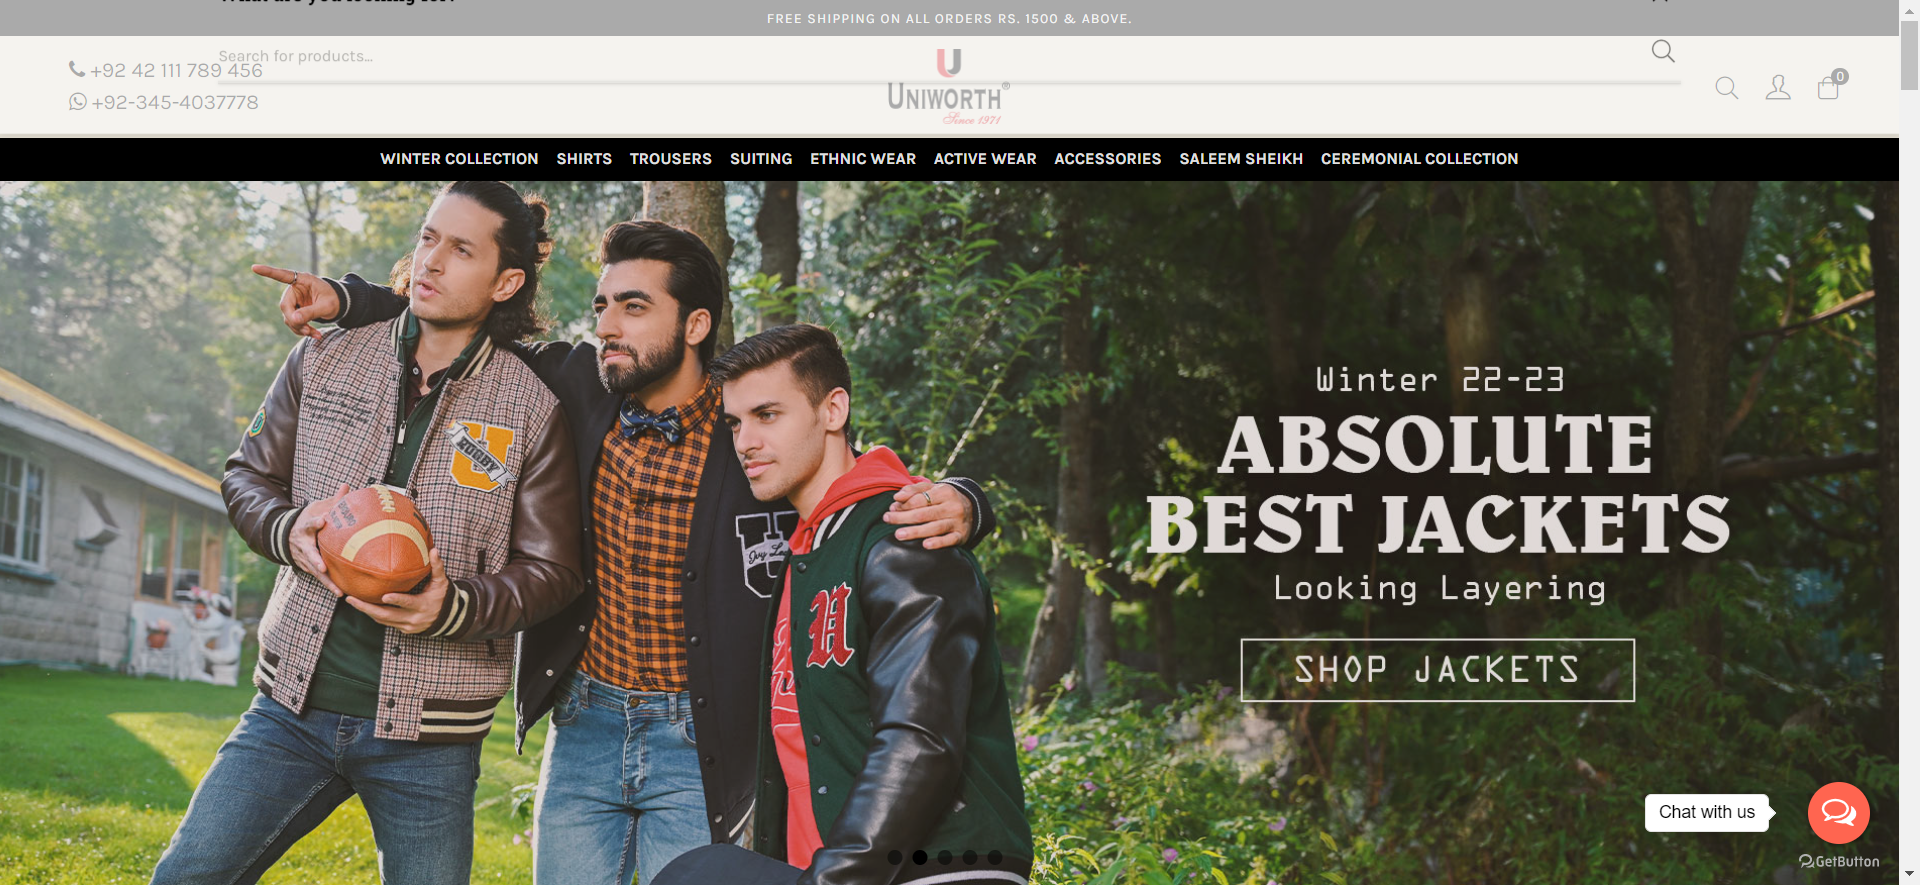 FREE SHIPPING ON ALL ORDERS RS. 1500 & ABOVE.
Search for products...
+92 42 111 789 456
+92-345-4037778
U
UNIWORTH®
Since 1971
0
WINTER COLLECTION SHIRTS TROUSERS SUITING ETHNIC WEAR ACTIVE WEAR ACCESSORIES SALEEM SHEIKH CEREMONIAL COLLECTION
U
RUGBY
U
U
Winter 22-23
ABSOLUTE
BEST JACKETS
Looking Layering
SHOP JACKETS
Chat with us
GetButton